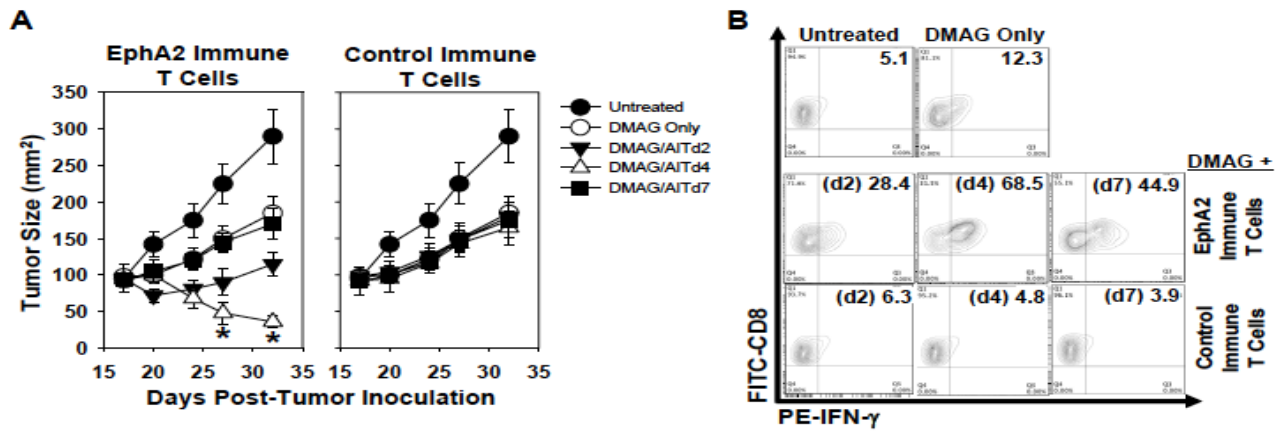 A
EphA2 Immune
T Cells
Control Immune
T Cells
350
300
250
200
150
100
50
0
Tumor Size (mm²)
15 20 25 30 35
15 20 25 30 35
Days Post-Tumor Inoculation
* *
Untreated
DMAG Only
DMAG/AITd2
DMAG/AITd4
DMAG/AITd7
B
Untreated DMAG Only
5.1
12.3
DMAG +
(d2) 28.4
(d4) 68.5
(d7) 44.9
EphA2
Immune
T Cells
(d2) 6.3
(d4) 4.8
(d7) 3.9
Control
Immune
T Cells
FITC-CD8
PE-IFN-γ